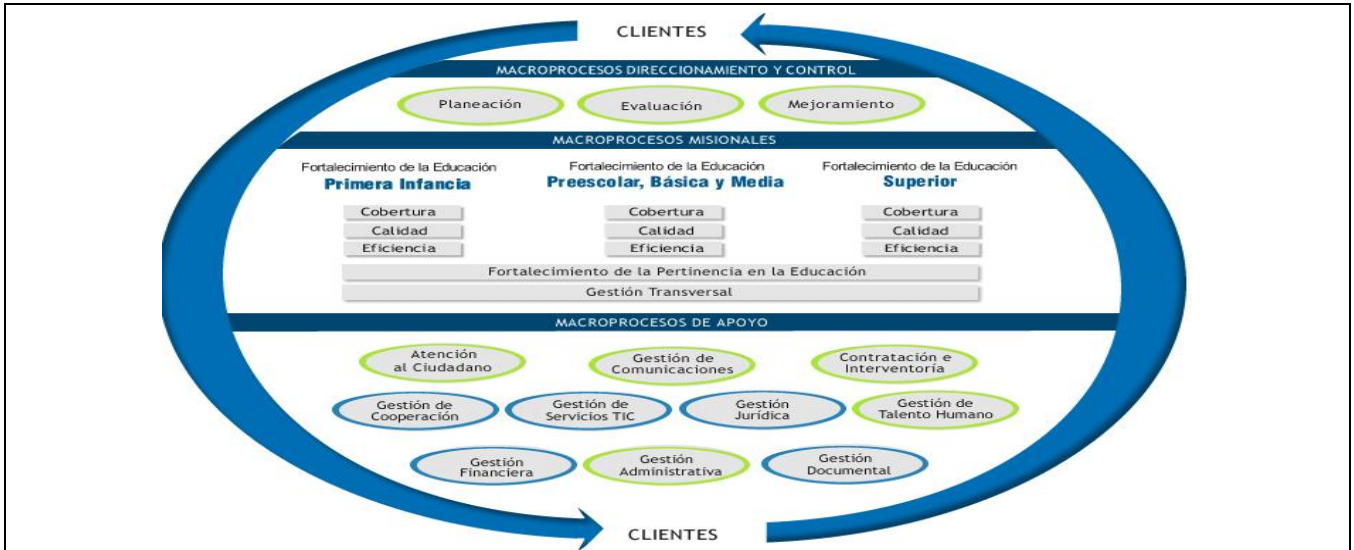 CLIENTES
MACROPROCESOS DIRECCIONAMIENTO Y CONTROL
Planeación
Evaluación
Mejoramiento
MACROPROCESOS MISIONALES
Fortalecimiento de la Educación
Primera Infancia
Fortalecimiento de la Educación
Preescolar, Básica y Media
Fortalecimiento de la Educación
Superior
Cobertura
Calidad
Eficiencia
Cobertura
Calidad
Eficiencia
Cobertura
Calidad
Eficiencia
Fortalecimiento de la Pertinencia en la Educación
Gestión Transversal
MACROPROCESOS DE APOYO
Atención
al Ciudadano
Gestión de
Comunicaciones
Contratación e
Interventoría
Gestión de
Cooperación
Gestión de
Servicios TIC
Gestión
Jurídica
Gestión de
Talento Humano
Gestión
Financiera
Gestión
Administrativa
Gestión
Documental
CLIENTES